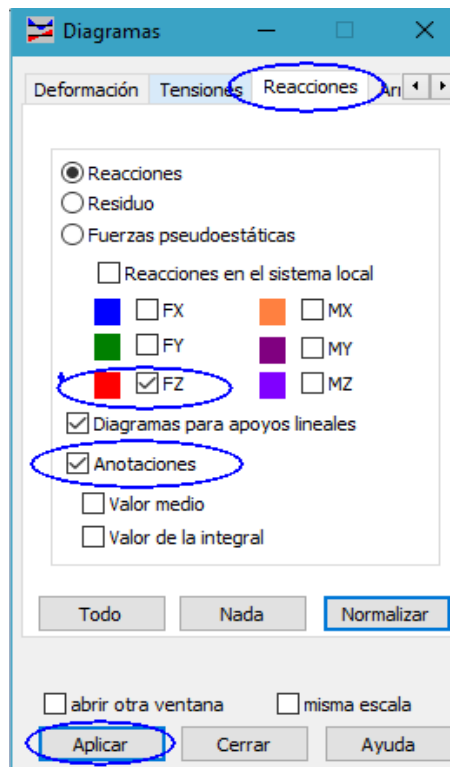 Diagramas
Deformación Tensiones Reacciones
Reacciones
Residuo
Fuerzas pseudoestáticas
Reacciones en el sistema local
FX MX
FY MY
FZ MZ
Diagramas para apoyos lineales
Anotaciones
Valor medio
Valor de la integral
Todo Nada Normalizar
abrir otra ventana misma escala
Aplicar Cerrar Ayuda